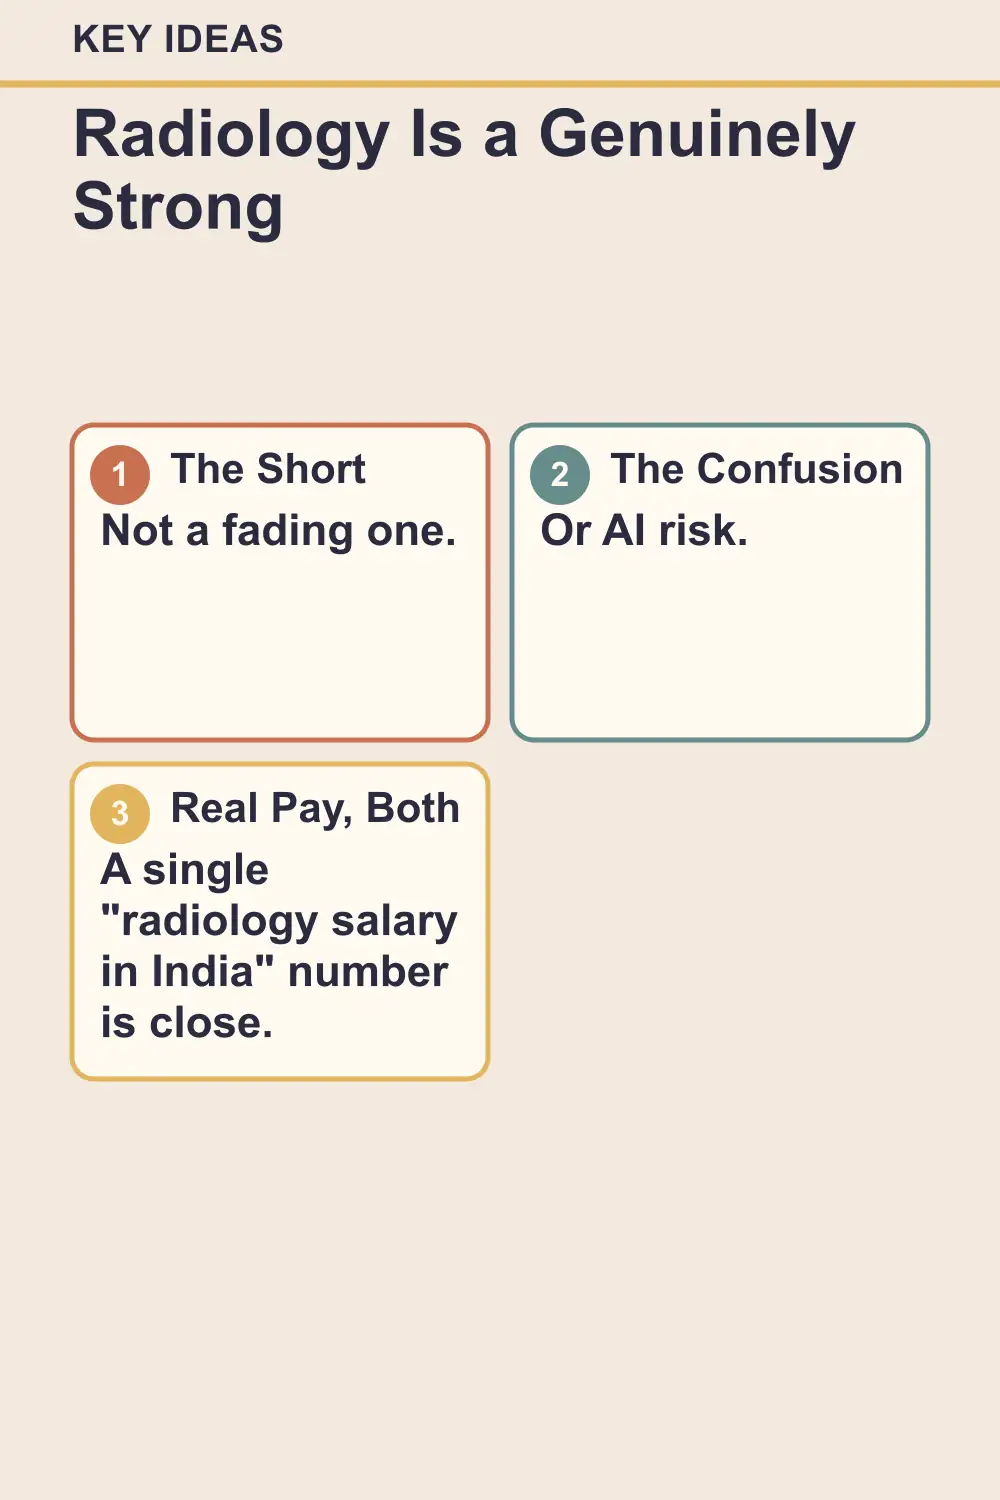 KEY IDEAS
Radiology Is a Genuinely
Strong
1 The Short
Not a fading one.
2 The Confusion
Or AI risk.
3 Real Pay, Both
A single
"radiology salary
in India" number
is close.